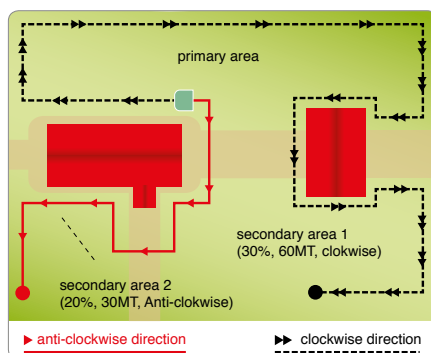 primary area
secondary area 1
(30%, 60MT, clokwise)
secondary area 2
(20%, 30MT, Anti-clokwise)
anti-clockwise direction
clockwise direction